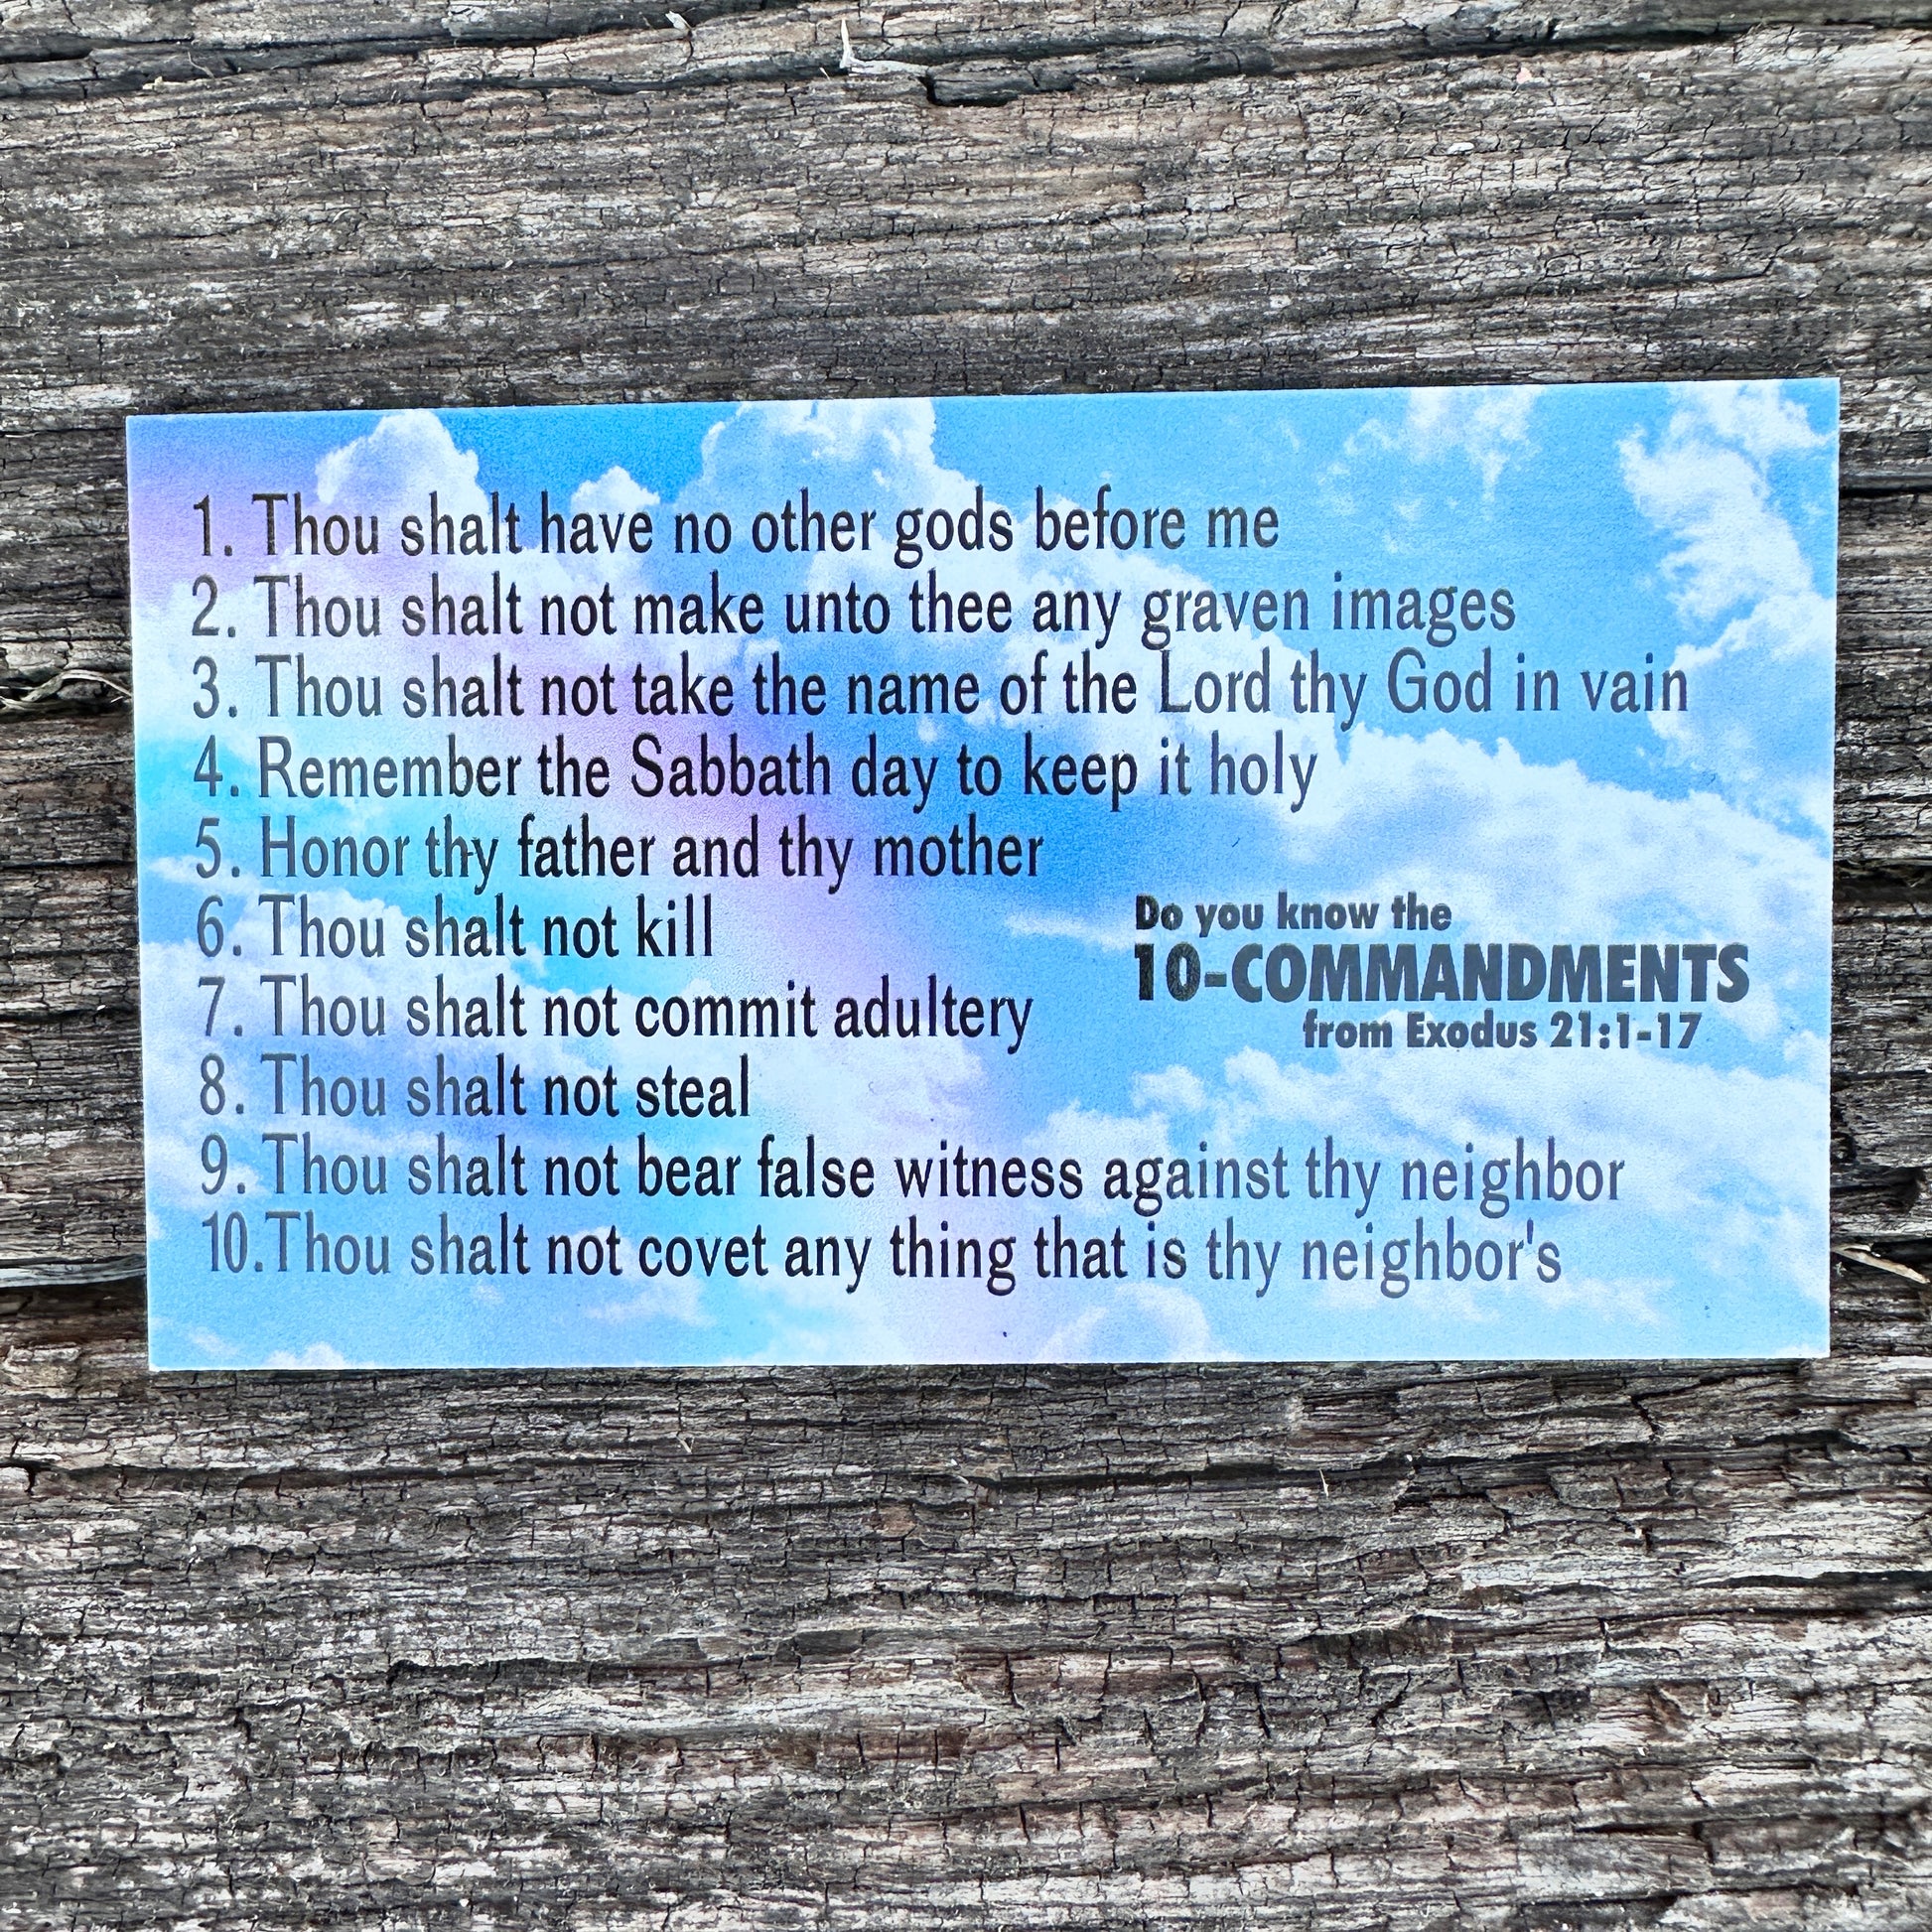 1. Thou shalt have no other gods before me
2. Thou shalt not make unto thee any graven images
3. Thou shalt not take the name of the Lord thy God in vain
4. Remember the Sabbath day to keep it holy
5. Honor thy father and thy mother
6. Thou shalt not kill
7. Thou shalt not commit adultery
8. Thou shalt not steal
9. Thou shalt not bear false witness against thy neighbor
10.Thou shalt not covet any thing that is thy neighbor's
Do you know the
10-COMMANDMENTS
from Exodus 21:1-17